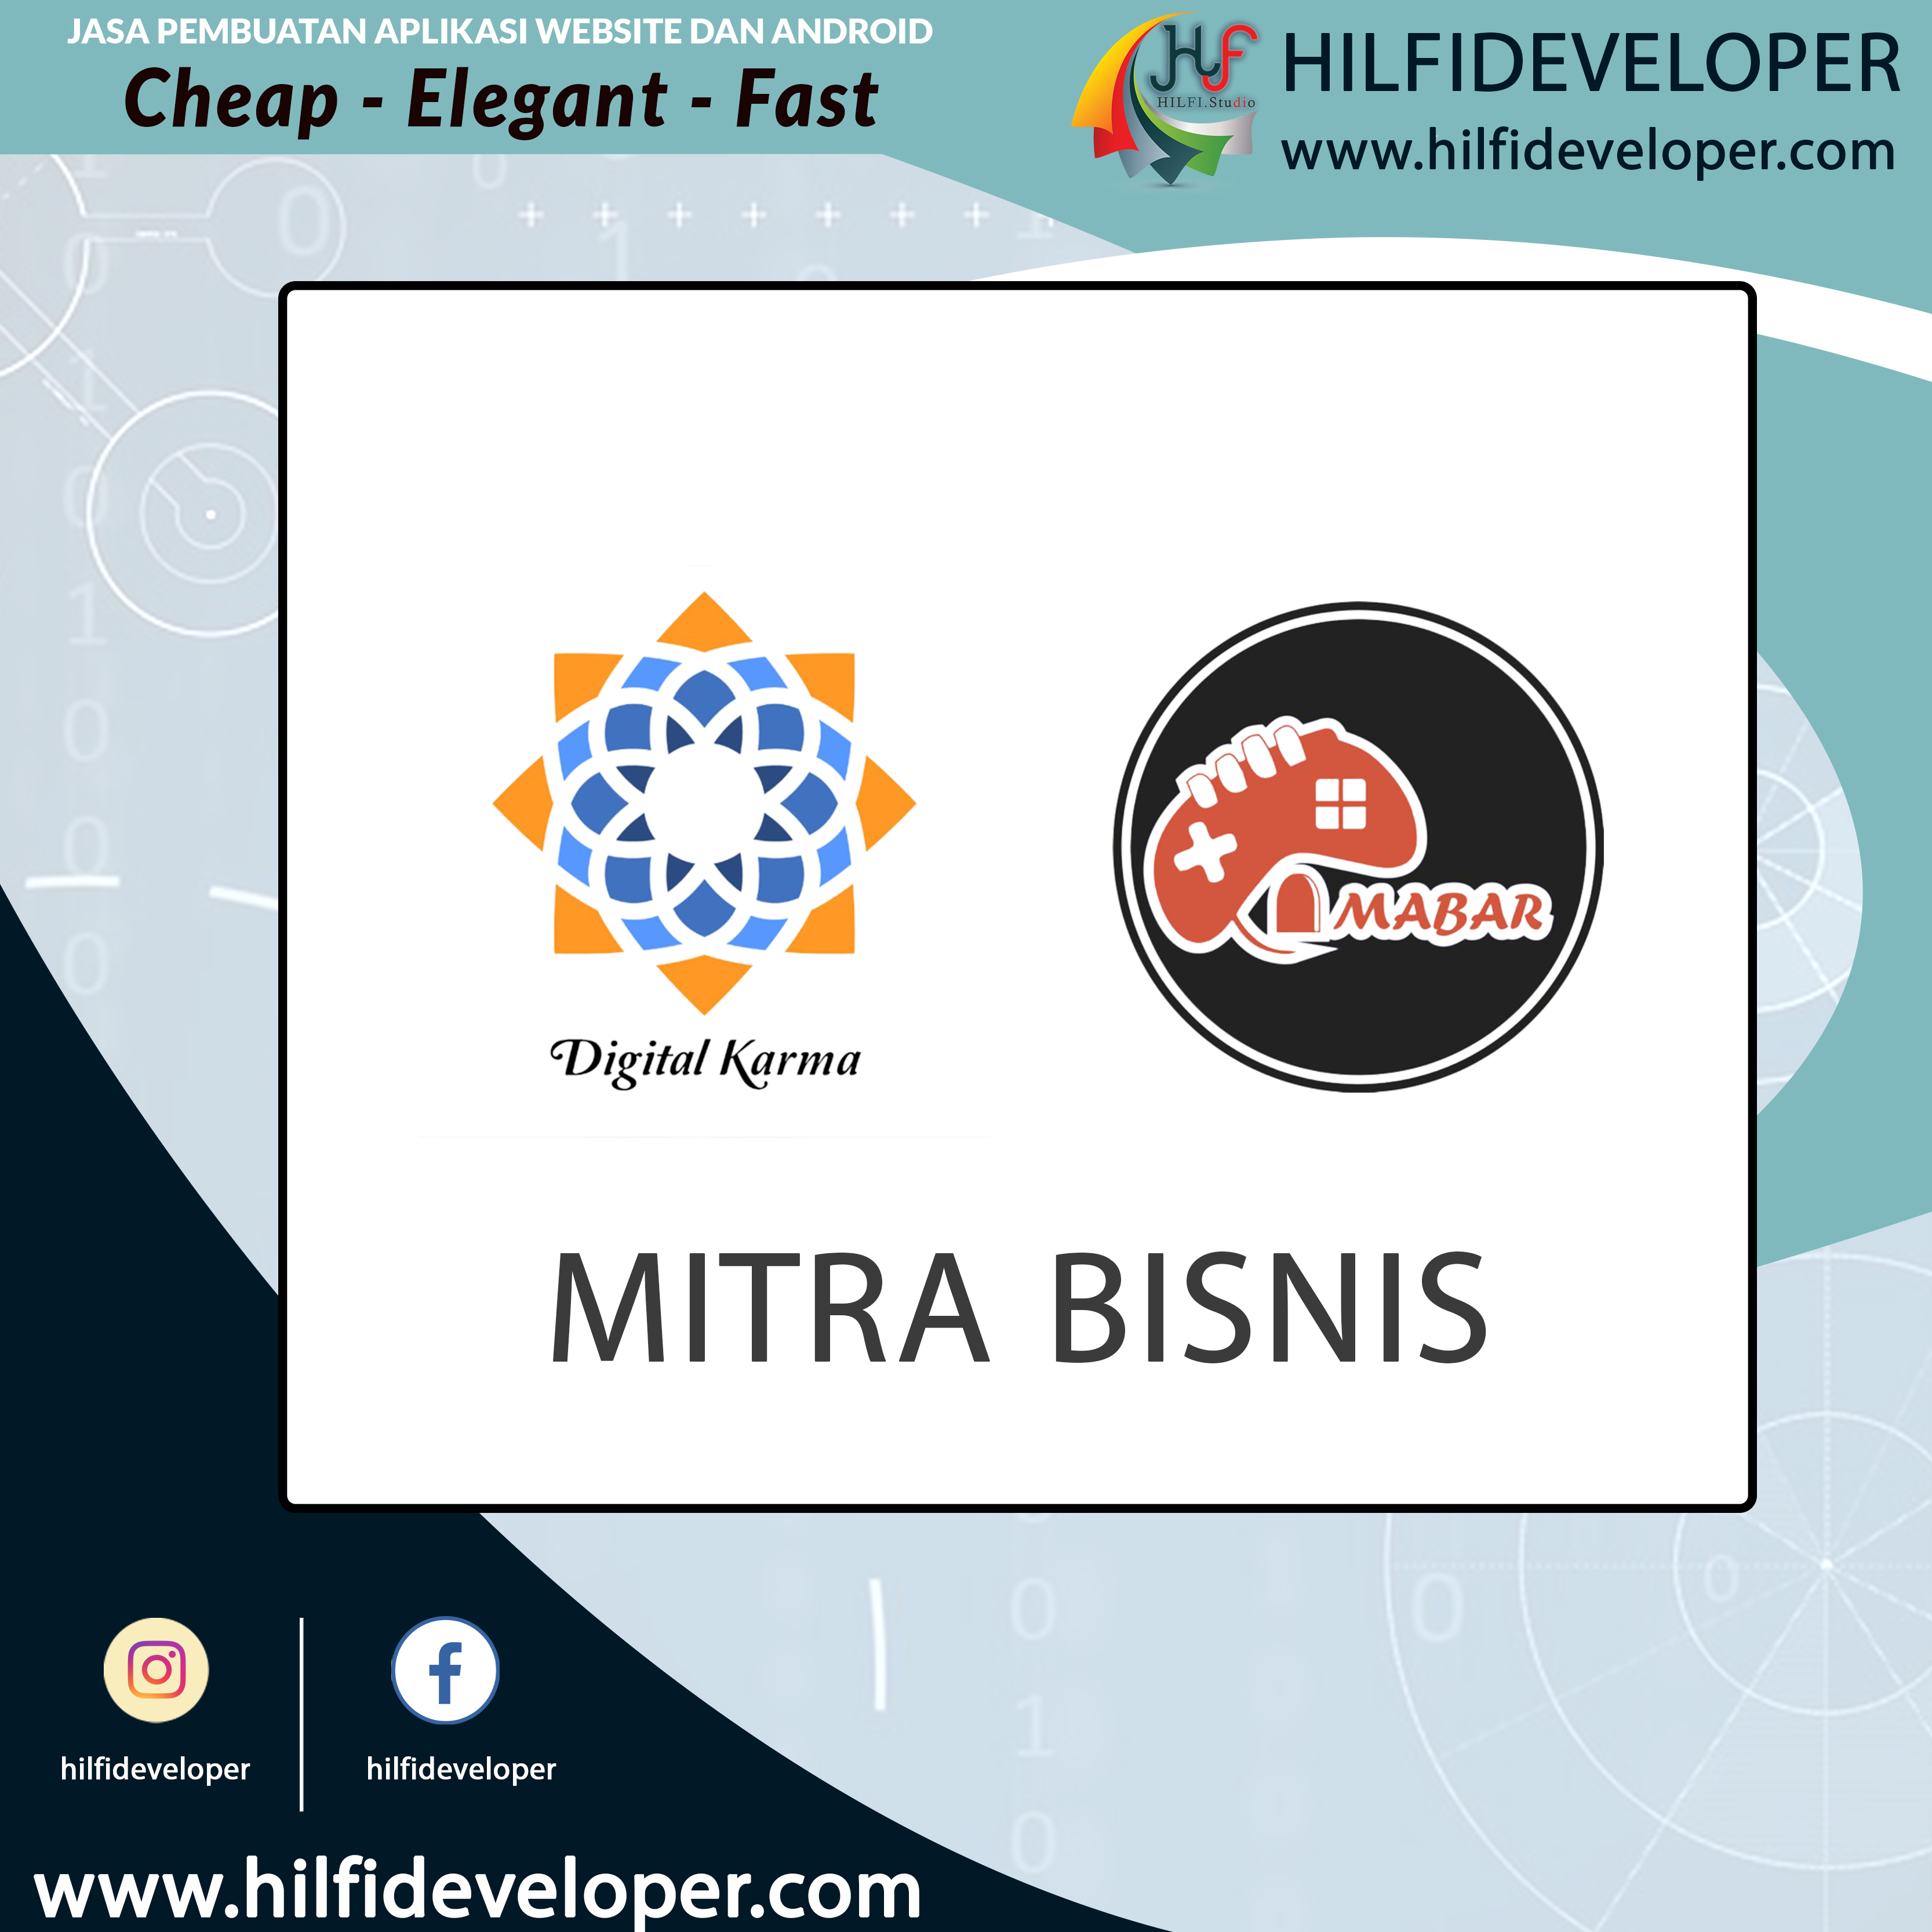 JASA PEMBUATAN APLIKASI WEBSITE DAN ANDROID
Cheap - Elegant - Fast
HJF
HILFI.Studio
HILFIDEVELOPER
www.hilfideveloper.com
Digital Karma
MABAR
MITRA BISNIS
hilfideveloper
hilfideveloper
www.hilfideveloper.com